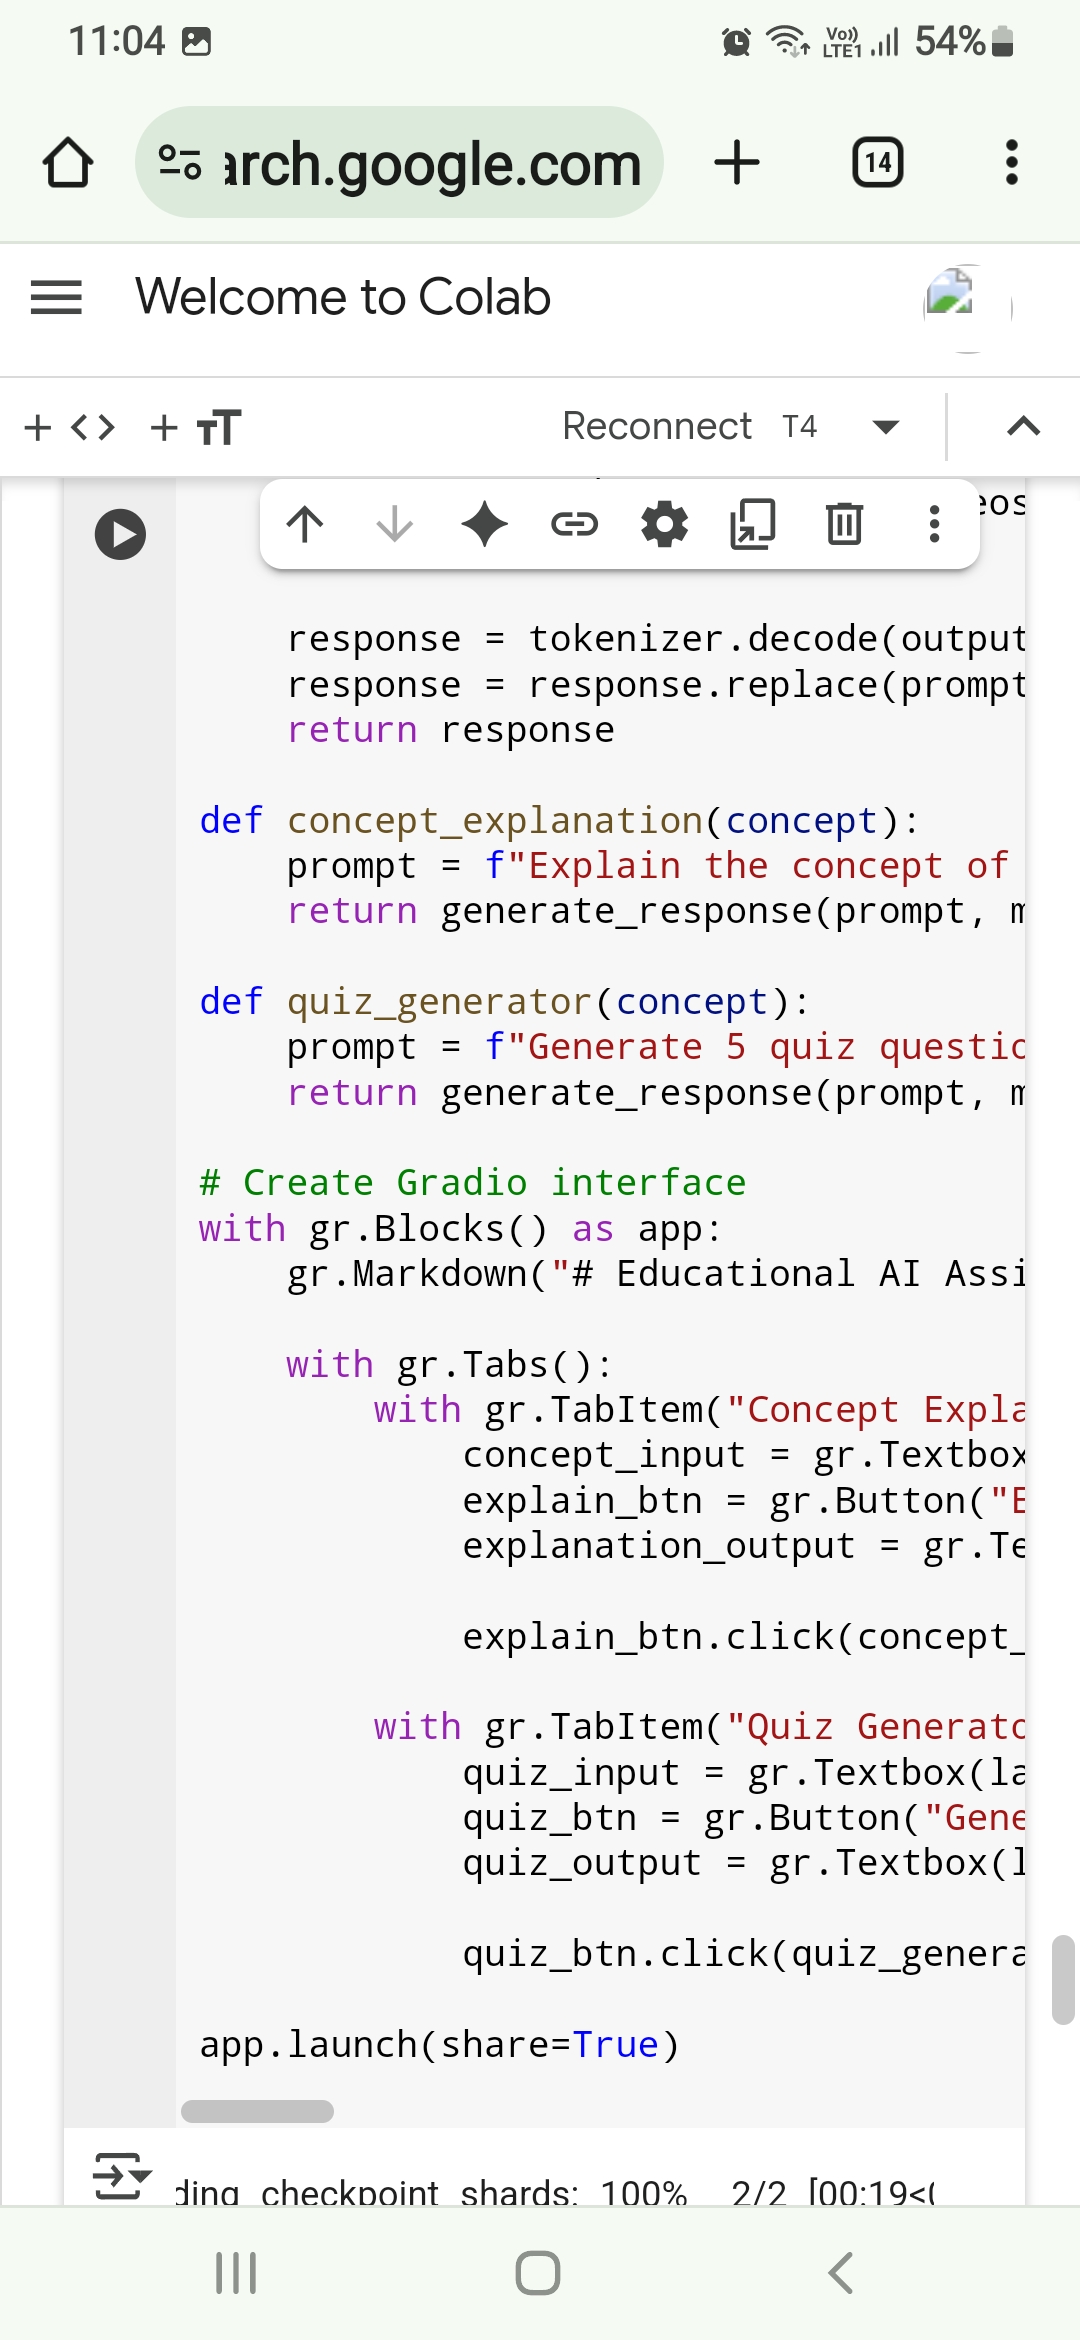 11:04
Vo))
LTE1
54%
arch.google.com
14
Welcome to Colab
Reconnect T4
eos
response = tokenizer.decode(output
response = response.replace(prompt
return response
def concept_explanation(concept):
prompt = f"Explain the concept of
return generate_response(prompt, m
def quiz_generator(concept):
prompt = f"Generate 5 quiz questio
return generate_response(prompt, m
# Create Gradio interface
with gr.Blocks() as app:
gr.Markdown("# Educational AI Assi
with gr.Tabs():
with gr.TabItem("Concept Expla
concept_input = gr.Textbox
explain_btn = gr.Button("E
explanation_output = gr.Te
explain_btn.click(concept_
with gr.TabItem("Quiz Generato
quiz_input = gr.Textbox(la
quiz_btn = gr.Button("Gene
quiz_output = gr.Textbox(l
quiz_btn.click(quiz_genera
app.launch(share=True)
ding checkpoint shards: 100% 2/2 [00:19<